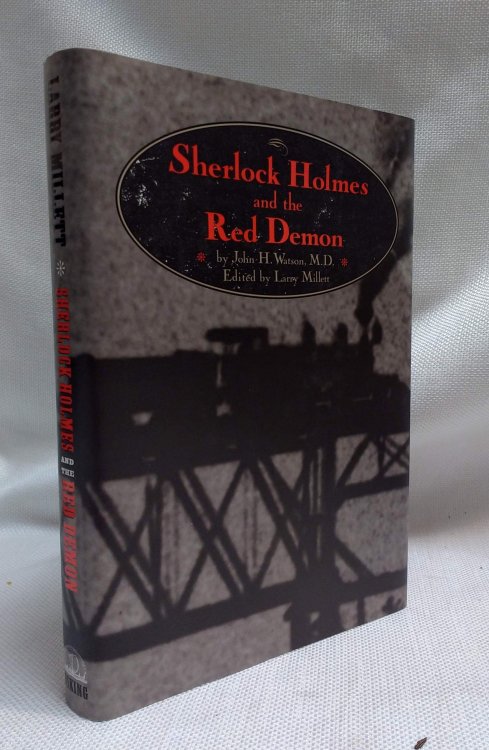 Sherlock Holmes
and the
Red Demon
* by John H. Watson, M.D. *
Edited by Larry Millett
LARRY MILLETT * SHERLOCK HOLMES AND THE RED DEMON
VIKING